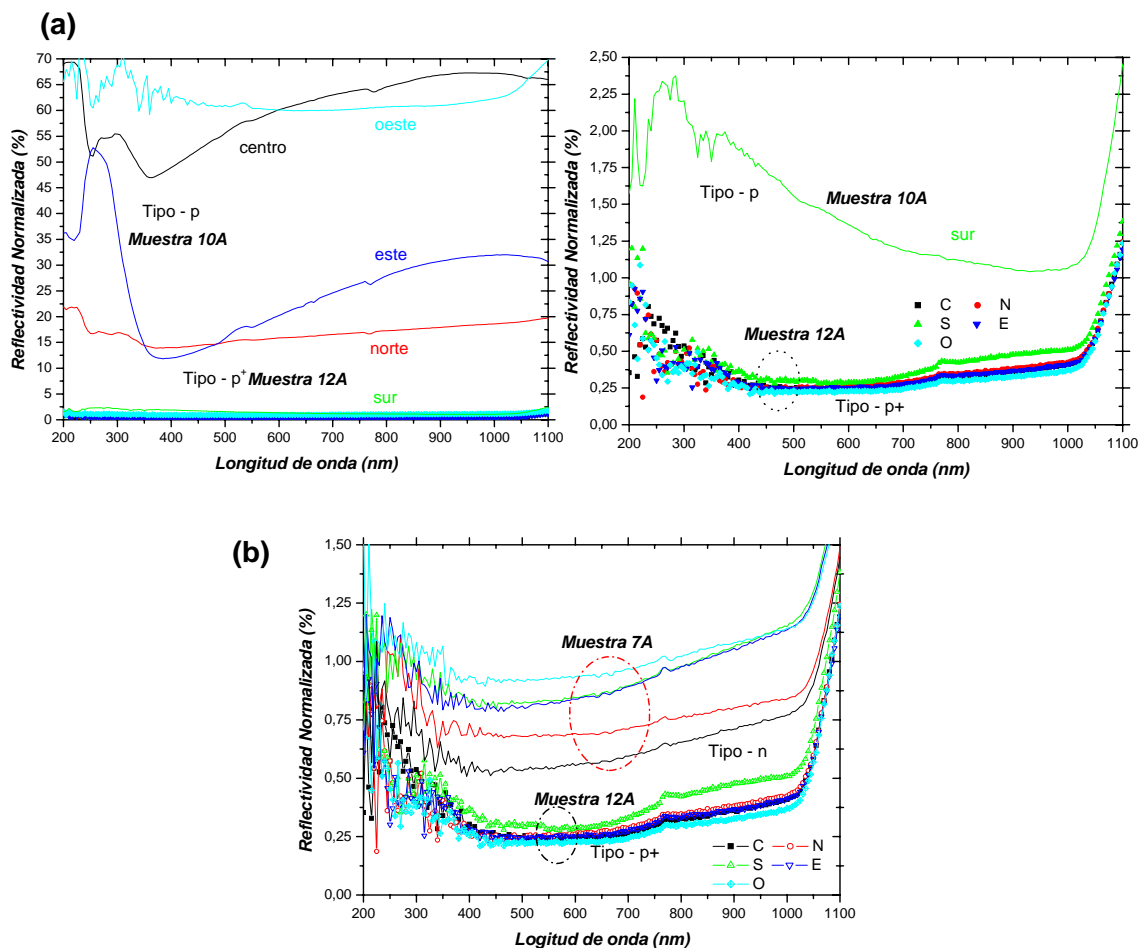 (a)
Reflectividad Normalizada (%)
70
65
60
55
50
45
40
35
30
25
20
15
10
5
0
oeste
centro
Tipo - p
Muestra 10A
este
norte
Tipo - p+ Muestra 12A
sur
200 300 400 500 600 700 800 900 1000 1100
Longitud de onda (nm)
Reflectividad Normalizada (%)
2,50
2,25
2,00
1,75
1,50
1,25
1,00
0,75
0,50
0,25
0,00
Tipo - p
Muestra 10A
sur
C N
S E
O
Muestra 12A
Tipo - p+
200 300 400 500 600 700 800 900 1000 1100
Longitud de onda (nm)
(b)
Reflectividad Normalizada (%)
1,50
1,25
1,00
0,75
0,50
0,25
0,00
Muestra 7A
Tipo - n
Muestra 12A
Tipo - p+
C N
S E
O
200 300 400 500 600 700 800 900 1000 1100
Logitud de onda (nm)